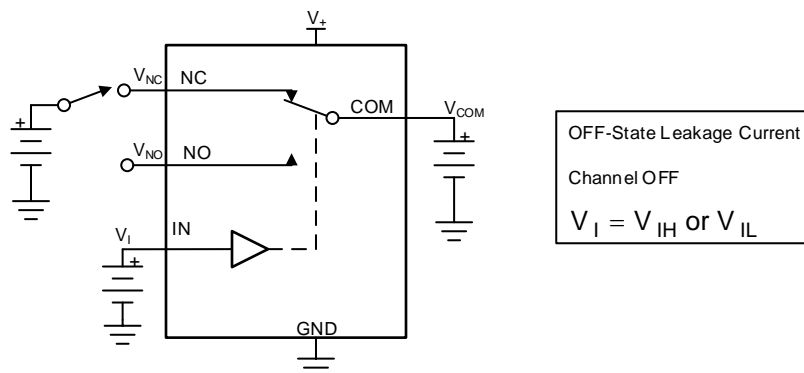 V+
VNC NC
COM VCOM
+
+
VNO NO
VI IN
+
GND
OFF-State Leakage Current
Channel OFF
VI = VIH or VIL